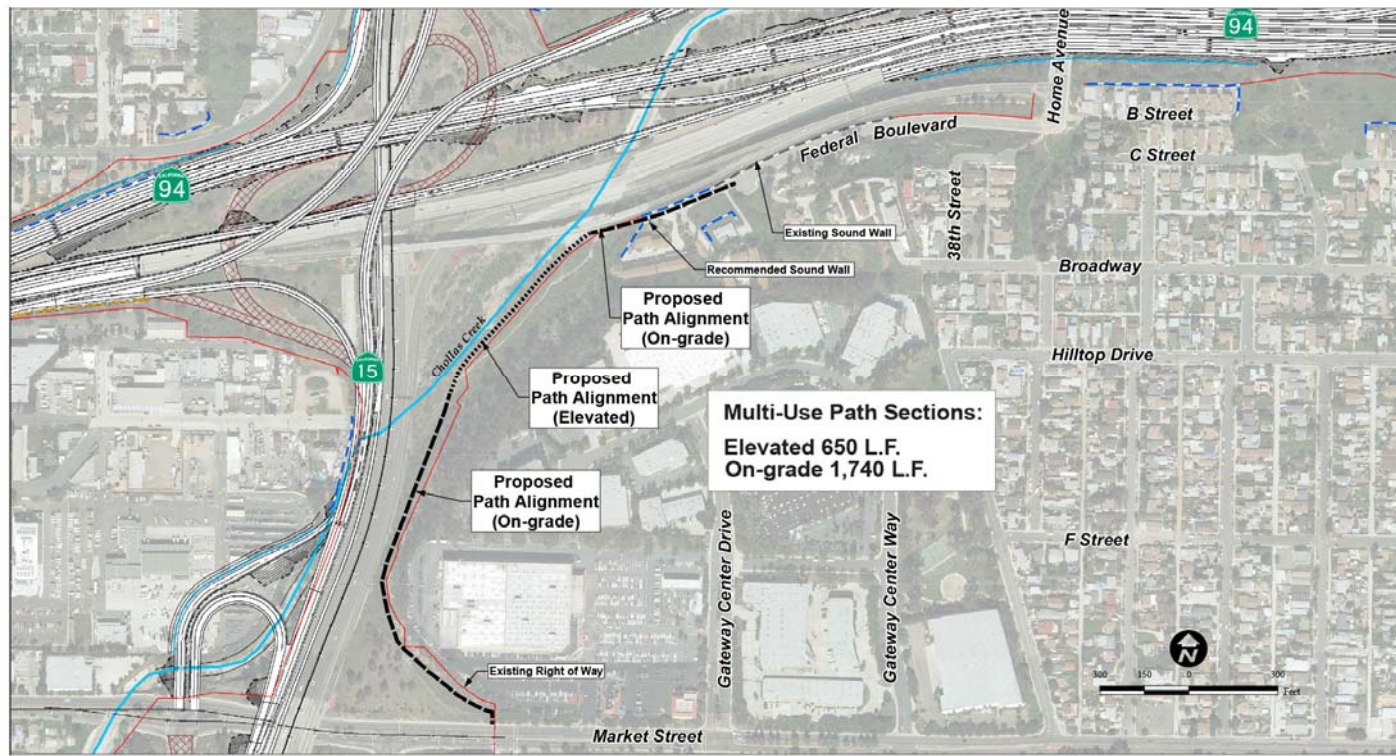 94
Home Avenue
B Street
C Street
Federal Boulevard
94
38th Street
Existing Sound Wall
Recommended Sound Wall
Broadway
Proposed
Path Alignment
(On-grade)
Hilltop Drive
Chollas Creek
CALIFORNIA
15
Proposed
Path Alignment
(Elevated)
Multi-Use Path Sections:
Elevated 650 L.F.
On-grade 1,740 L.F.
Proposed
Path Alignment
(On-grade)
F Street
Gateway Center Drive
Gateway Center Way
Existing Right of Way
N
300 150 0 300
Feet
Market Street